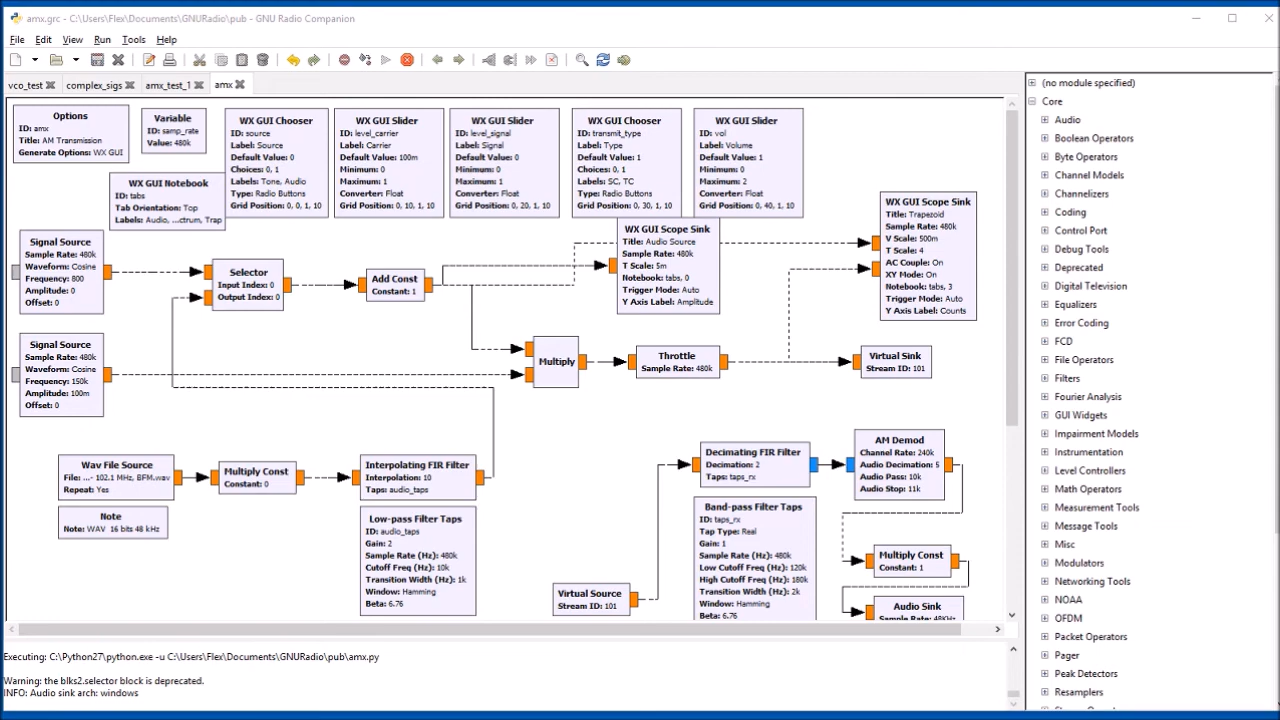 amx.grc - C:\Users\Flex\Documents\GNURadio\pub - GNU Radio Companion
File Edit View Run Tools Help
vco_test complex_sigs amx_test_1 amx
Options
ID: amx
Title: AM Transmission
Generate Options: WX GUI
Variable
ID: samp_rate
Value: 480k
WX GUI Notebook
ID: tabs
Tab Orientation: Top
Labels: Audio, ...ctrum, Trap
WX GUI Chooser
ID: source
Label: Source
Default Value: 0
Choices: 0, 1
Labels: Tone, Audio
Type: Radio Buttons
Grid Position: 0, 0, 1, 10
WX GUI Slider
ID: level_carrier
Label: Carrier
Default Value: 100m
Minimum: 0
Maximum: 1
Converter: Float
Grid Position: 0, 10, 1, 10
WX GUI Slider
ID: level_signal
Label: Signal
Default Value: 0
Minimum: 0
Maximum: 1
Converter: Float
Grid Position: 0, 20, 1, 10
WX GUI Chooser
ID: transmit_type
Label: Type
Default Value: 1
Choices: 0, 1
Labels: SC, TC
Type: Radio Buttons
Grid Position: 0, 30, 1, 10
WX GUI Slider
ID: vol
Label: Volume
Default Value: 1
Minimum: 0
Maximum: 2
Converter: Float
Grid Position: 0, 40, 1, 10
WX GUI Scope Sink
Title: Trapezoid
Sample Rate: 480k
V Scale: 500m
T Scale: 4
AC Couple: On
XY Mode: On
Notebook: tabs, 3
Trigger Mode: Auto
Y Axis Label: Counts
WX GUI Scope Sink
Title: Audio Source
Sample Rate: 480k
T Scale: 5m
Notebook: tabs, 0
Trigger Mode: Auto
Y Axis Label: Amplitude
Signal Source
Sample Rate: 480k
Waveform: Cosine
Frequency: 800
Amplitude: 0
Offset: 0
Selector
Input Index: 0
Output Index: 0
Add Const
Constant: 1
Signal Source
Sample Rate: 480k
Waveform: Cosine
Frequency: 150k
Amplitude: 100m
Offset: 0
Multiply
Throttle
Sample Rate: 480k
Virtual Sink
Stream ID: 101
Wav File Source
File: ...- 102.1 MHz, BFM.wav
Repeat: Yes
Multiply Const
Constant: 0
Interpolating FIR Filter
Interpolation: 10
Taps: audio_taps
Note
Note: WAV 16 bits 48 kHz
Low-pass Filter Taps
ID: audio_taps
Gain: 2
Sample Rate (Hz): 480k
Cutoff Freq (Hz): 10k
Transition Width (Hz): 1k
Window: Hamming
Beta: 6.76
Virtual Source
Stream ID: 101
Decimating FIR Filter
Decimation: 2
Taps: taps_rx
Band-pass Filter Taps
ID: taps_rx
Tap Type: Real
Gain: 1
Sample Rate (Hz): 480k
Low Cutoff Freq (Hz): 120k
High Cutoff Freq (Hz): 180k
Transition Width (Hz): 2k
Window: Hamming
Beta: 6.76
AM Demod
Channel Rate: 240k
Audio Decimation: 5
Audio Pass: 10k
Audio Stop: 11k
Multiply Const
Constant: 1
Audio Sink
Sample Rate: 48KHz
Executing: C:\Python27\python.exe -u C:\Users\Flex\Documents\GNURadio\pub\amx.py
Warning: the blks2.selector block is deprecated.
INFO: Audio sink arch: windows
(no module specified)
Core
Audio
Boolean Operators
Byte Operators
Channel Models
Channelizers
Coding
Control Port
Debug Tools
Deprecated
Digital Television
Equalizers
Error Coding
FCD
File Operators
Filters
Fourier Analysis
GUI Widgets
Impairment Models
Instrumentation
Level Controllers
Math Operators
Measurement Tools
Message Tools
Misc
Modulators
Networking Tools
NOAA
OFDM
Packet Operators
Pager
Peak Detectors
Resamplers